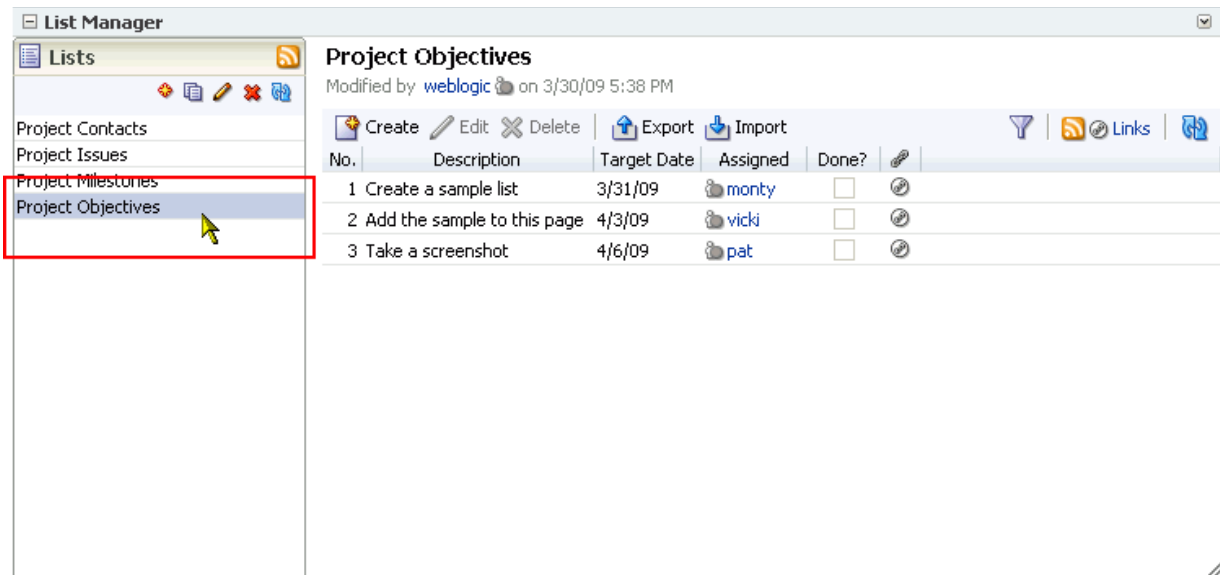 List Manager
Lists
Project Contacts
Project Issues
Project Milestones
Project Objectives
Project Objectives
Modified by weblogic on 3/30/09 5:38 PM
Create Edit Delete Export Import Links
No. Description Target Date Assigned Done?
1 Create a sample list 3/31/09 monty
2 Add the sample to this page 4/3/09 vicki
3 Take a screenshot 4/6/09 pat